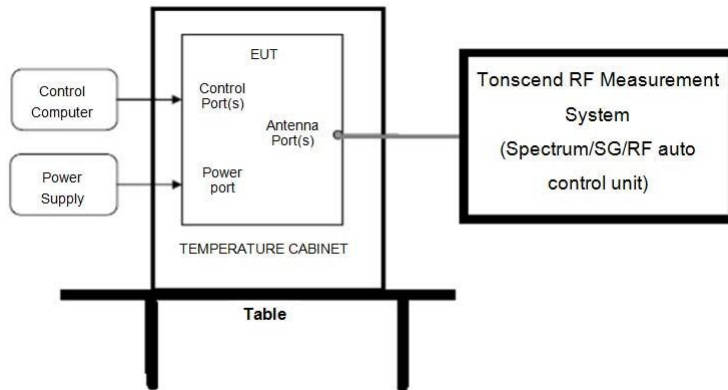 EUT
Control
Computer
Control
Port(s)
Antenna
Port(s)
Power
Supply
Power
port
TEMPERATURE CABINET
Table
Tonscend RF Measurement
System
(Spectrum/SG/RF auto
control unit)